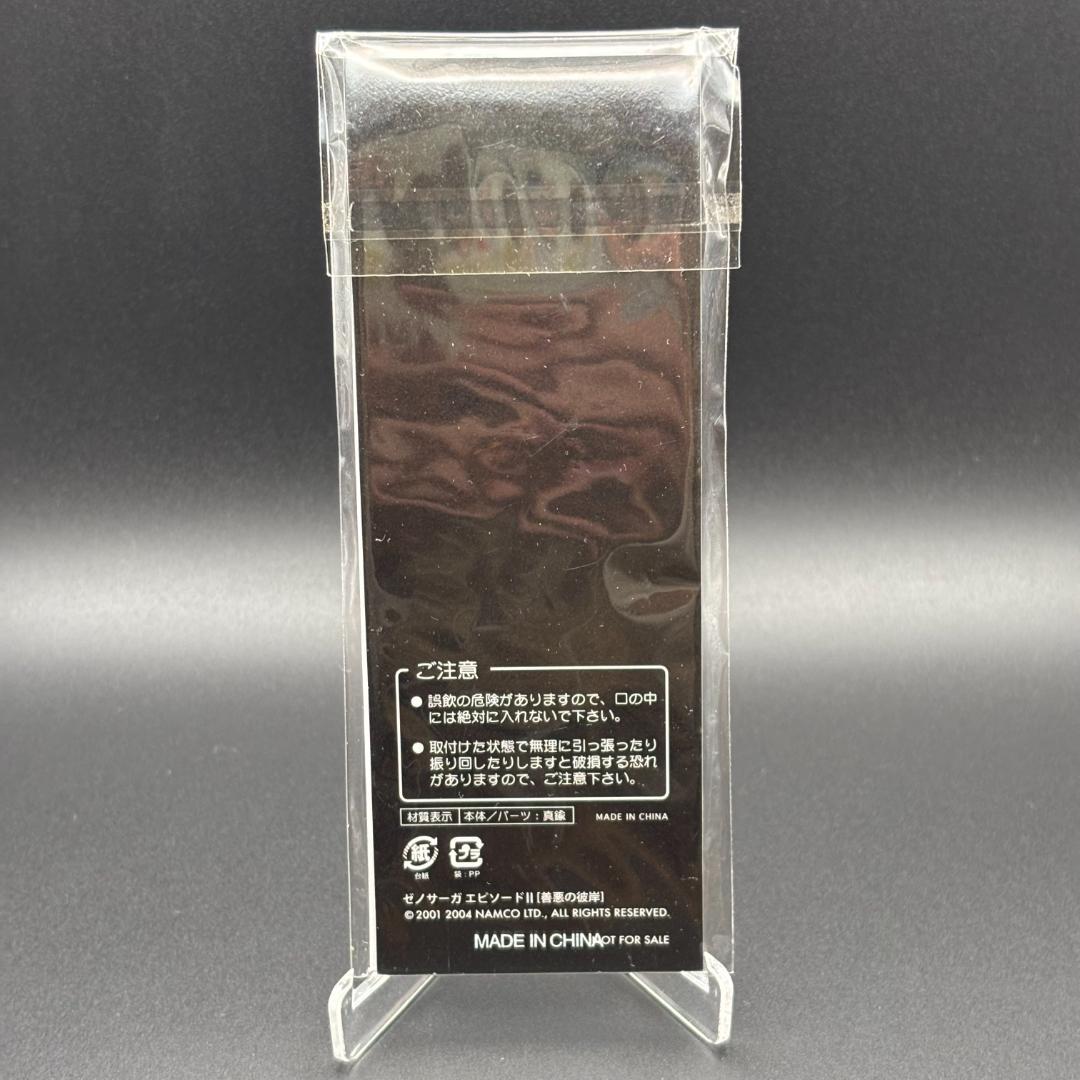 ご注意
● 誤飲の危険がありますので、口の中
には絶対に入れないで下さい。
● 取付けた状態で無理に引っ張ったり
振り回したりしますと破損する恐れ
がありますので、ご注意下さい。
材質表示 本体／パーツ：真鍮 MADE IN CHINA
紙 プラ
台紙 袋：PP
ゼノサーガ エピソードII [善悪の彼岸]
© 2001 2004 NAMCO LTD., ALL RIGHTS RESERVED.
MADE IN CHINA OT FOR SALE